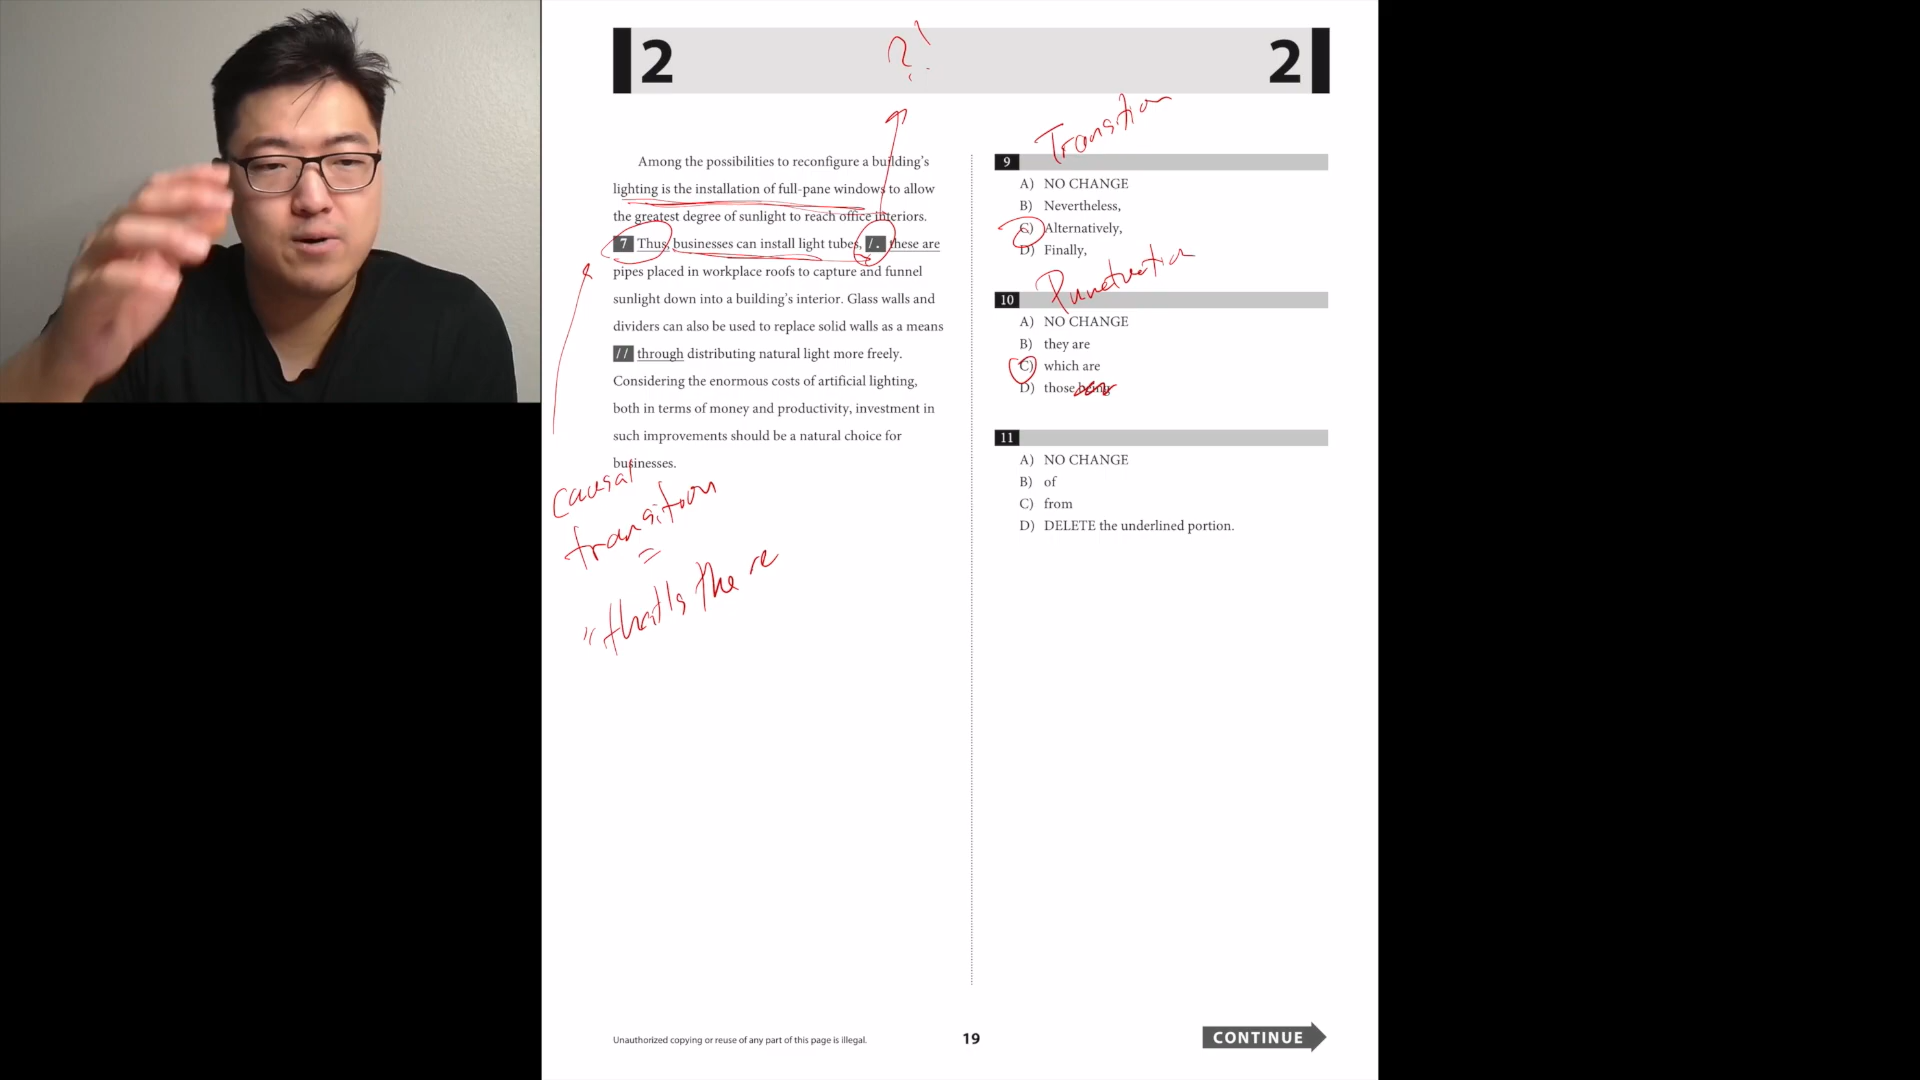 2
?!
2
Among the possibilities to reconfigure a building's
lighting is the installation of full-pane windows to allow
the greatest degree of sunlight to reach office interiors.
7 Thus, businesses can install light tubes, / . these are
pipes placed in workplace roofs to capture and funnel
sunlight down into a building's interior. Glass walls and
dividers can also be used to replace solid walls as a means
// through distributing natural light more freely.
Considering the enormous costs of artificial lighting,
both in terms of money and productivity, investment in
such improvements should be a natural choice for
businesses.
causal
transition
=
"that's the re
Transition
9
A) NO CHANGE
B) Nevertheless,
C) Alternatively,
D) Finally,
Punctuation
10
A) NO CHANGE
B) they are
C) which are
D) those being
11
A) NO CHANGE
B) of
C) from
D) DELETE the underlined portion.
Unauthorized copying or reuse of any part of this page is illegal.
19
CONTINUE